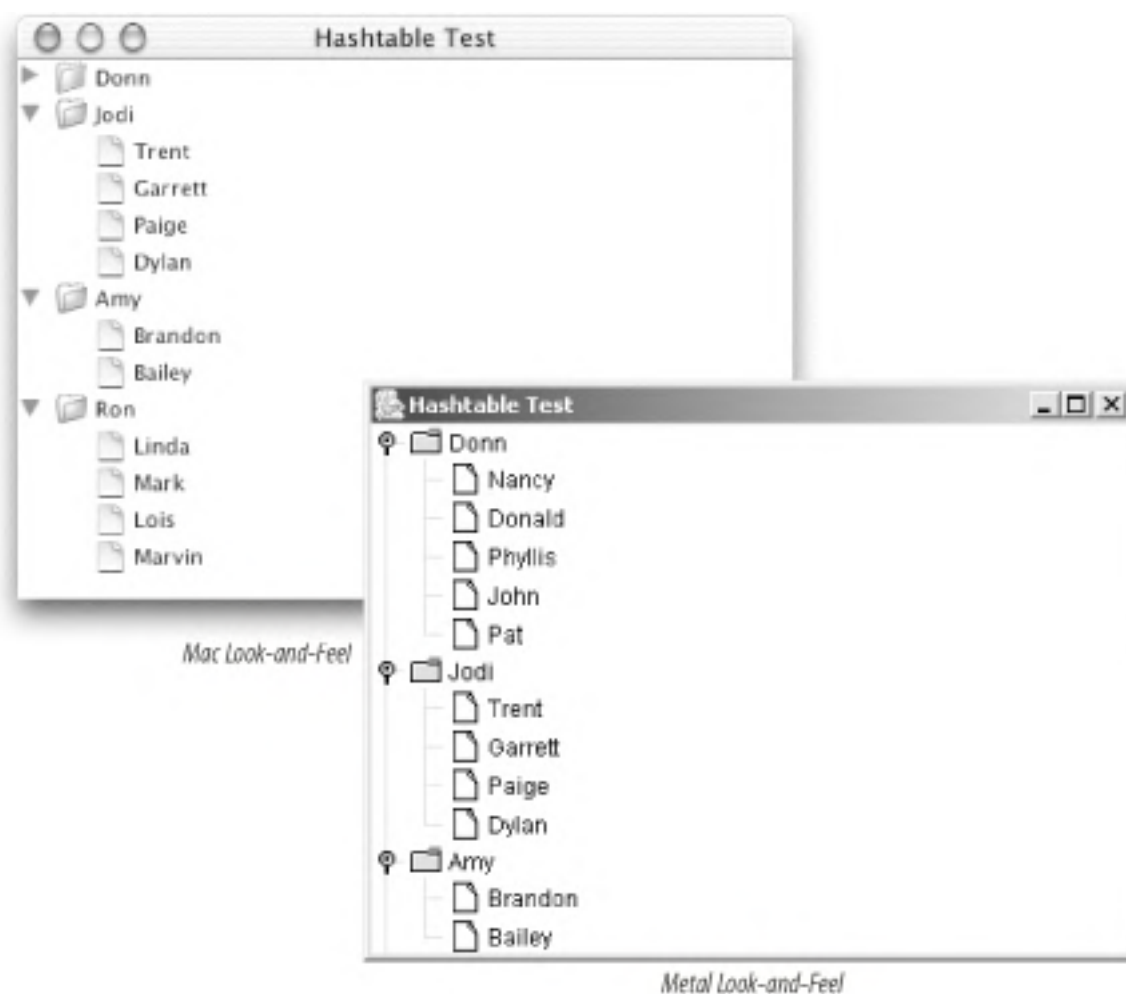 Hashtable Test
Donn
Jodi
Trent
Garrett
Paige
Dylan
Amy
Brandon
Bailey
Ron
Linda
Mark
Lois
Marvin
Mac Look-and-Feel
Hashtable Test
Donn
Nancy
Donald
Phyllis
John
Pat
Jodi
Trent
Garrett
Paige
Dylan
Amy
Brandon
Bailey
Metal Look-and-Feel